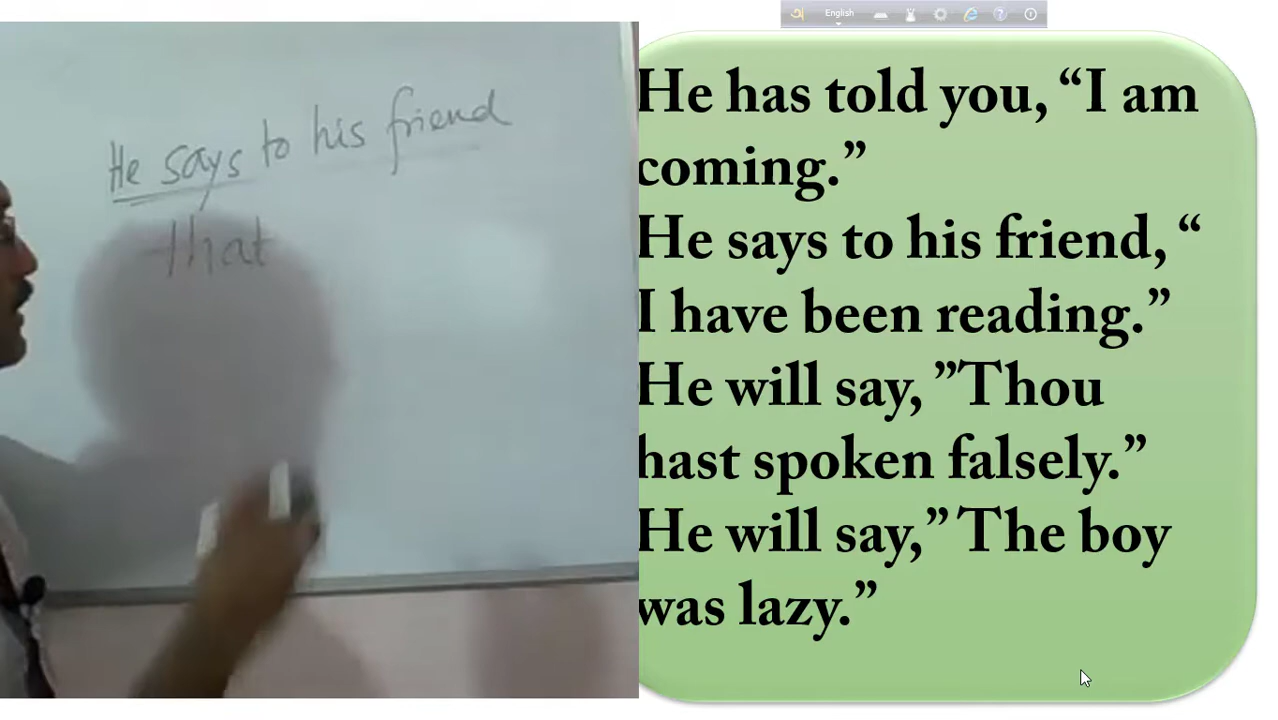 English
He says to his friend
that
He has told you, “I am
coming.”
He says to his friend, “
I have been reading.”
He will say, ”Thou
hast spoken falsely.”
He will say,” The boy
was lazy.”